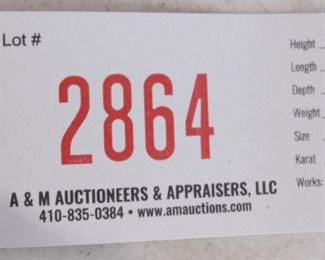 Lot #
2864
A & M AUCTIONEERS & APPRAISERS, LLC
410-835-0384 • www.amauctions.com
Height
Length
Depth
Weight
Size
Karat
Works: